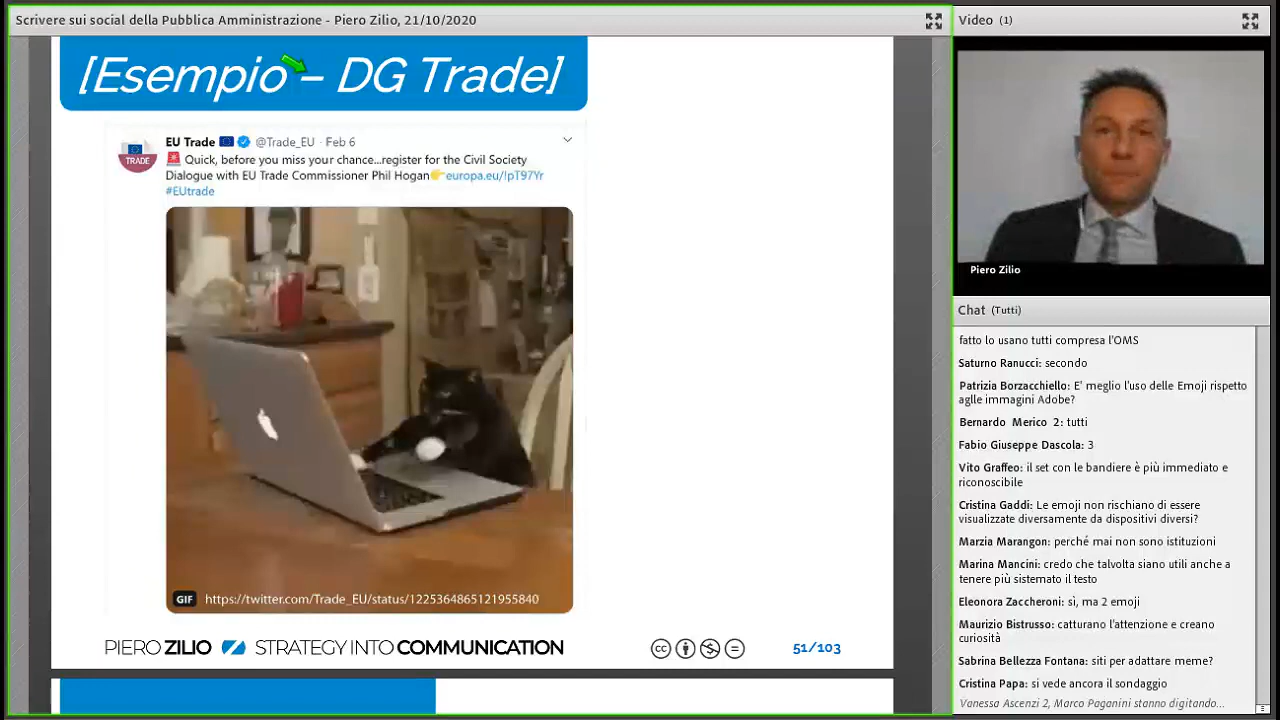 Scrivere sui social della Pubblica Amministrazione - Piero Zilio, 21/10/2020
[Esempio – DG Trade]
TRADE
EU Trade 🇪🇺 @Trade_EU · Feb 6
🚨 Quick, before you miss your chance...register for the Civil Society
Dialogue with EU Trade Commissioner Phil Hogan👉europa.eu/!pT97Yr
#EUtrade
GIF https://twitter.com/Trade_EU/status/1225364865121955840
PIERO ZILIO STRATEGY INTO COMMUNICATION
cc
51/103
Video (1)
Piero Zilio
Chat (Tutti)
fatto lo usano tutti compresa l'OMS
Saturno Ranucci: secondo
Patrizia Borzacchiello: E' meglio l'uso delle Emoji rispetto
aglle immagini Adobe?
Bernardo Merico 2: tutti
Fabio Giuseppe Dascola: 3
Vito Graffeo: il set con le bandiere è più immediato e
riconoscibile
Cristina Gaddi: Le emoji non rischiano di essere
visualizzate diversamente da dispositivi diversi?
Marzia Marangon: perché mai non sono istituzioni
Marina Mancini: credo che talvolta siano utili anche a
tenere più sistemato il testo
Eleonora Zaccheroni: sì, ma 2 emoji
Maurizio Bistrusso: catturano l'attenzione e creano
curiosità
Sabrina Bellezza Fontana: siti per adattare meme?
Cristina Papa: si vede ancora il sondaggio
Vanessa Ascenzi 2, Marco Paganini stanno digitando...